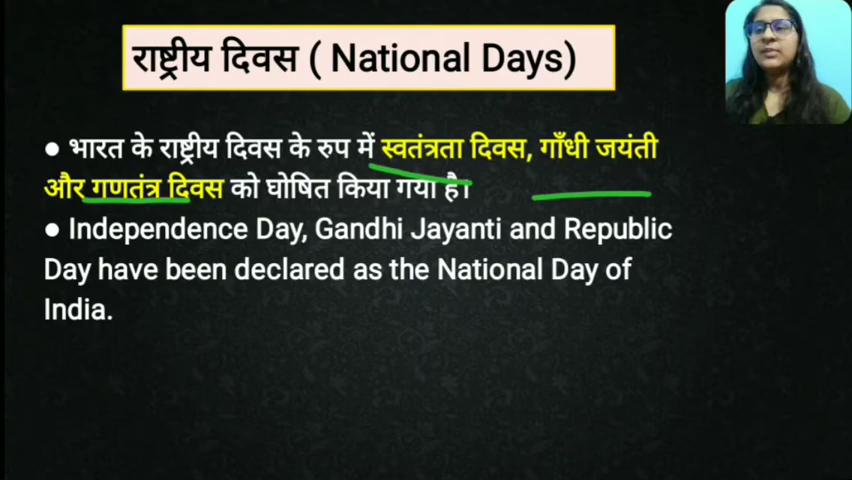 राष्ट्रीय दिवस ( National Days)
● भारत के राष्ट्रीय दिवस के रुप में स्वतंत्रता दिवस, गाँधी जयंती
और गणतंत्र दिवस को घोषित किया गया है।
● Independence Day, Gandhi Jayanti and Republic
Day have been declared as the National Day of
India.